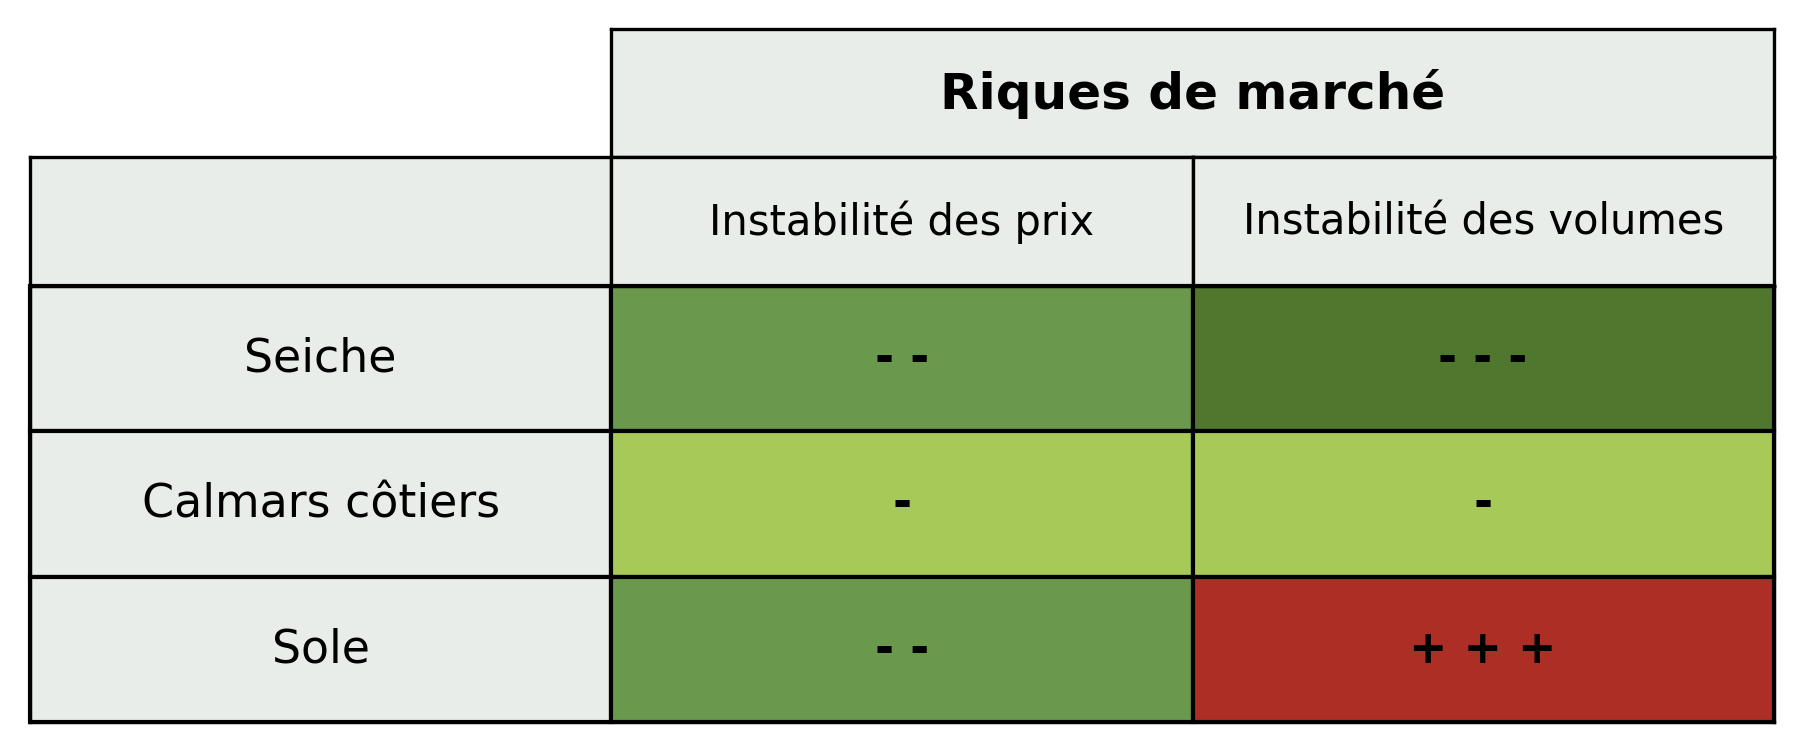 Riques de marché
Instabilité des prix Instabilité des volumes
Seiche - - - - -
Calmars côtiers - -
Sole - - + + +